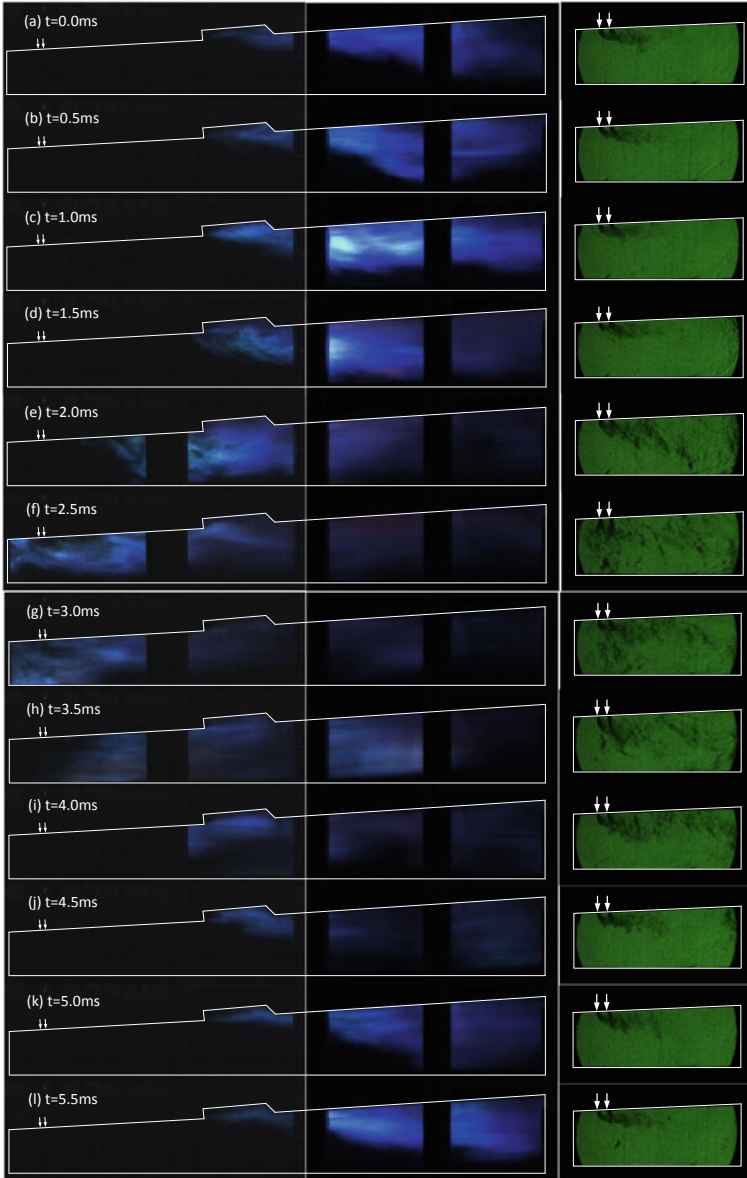 (a) t=0.0ms
(b) t=0.5ms
(c) t=1.0ms
(d) t=1.5ms
(e) t=2.0ms
(f) t=2.5ms
(g) t=3.0ms
(h) t=3.5ms
(i) t=4.0ms
(j) t=4.5ms
(k) t=5.0ms
(l) t=5.5ms